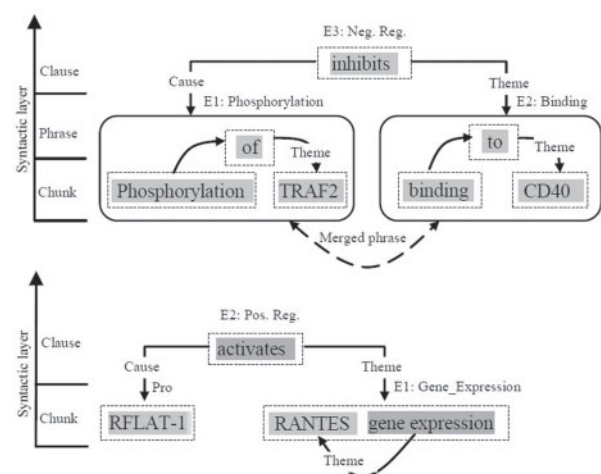 E3: Neg. Reg.
inhibits
Clause
Cause
Theme
E1: Phosphorylation
E2: Binding
Syntactic layer
Phrase
of
Theme
to
Theme
Chunk
Phosphorylation
TRAF2
binding
CD40
Merged phrase
E2: Pos. Reg.
activates
Clause
Cause
Theme
Pro
E1: Gene_Expression
Syntactic layer
Chunk
RFLAT-1
RANTES
gene expression
Theme